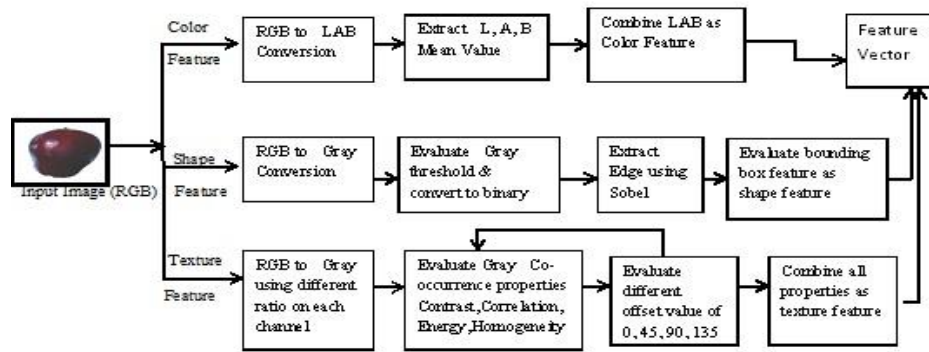 Color
Feature
RGB to LAB
Conversion
Extract L, A, B
Mean Value
Combine LAB as
Color Feature
Feature
Vector
Input Image (RGB)
Shape
Feature
RGB to Gray
Conversion
Evaluate Gray
threshold &
convert to binary
Extract
Edge using
Sobel
Evaluate bounding
box feature as
shape feature
Texture
Feature
RGB to Gray
using different
ratio on each
channel
Evaluate Gray Co-
occurrence properties
Contrast,Correlation,
Energy,Homogeneity
Evaluate
different
offset value of
0,45,90,135
Combine all
properties as
texture feature